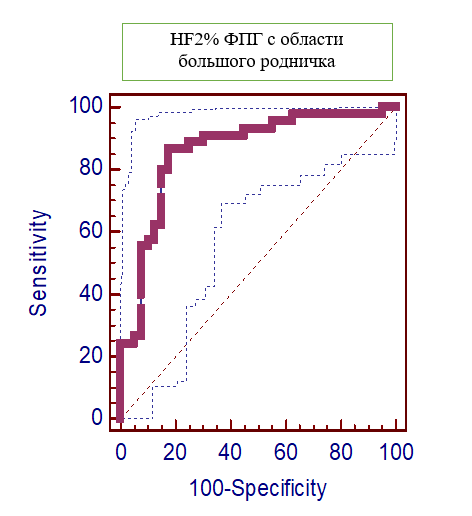 HF2% ФПГ с области
большого родничка
100
80
60
40
20
0
Sensitivity
0 20 40 60 80 100
100-Specificity